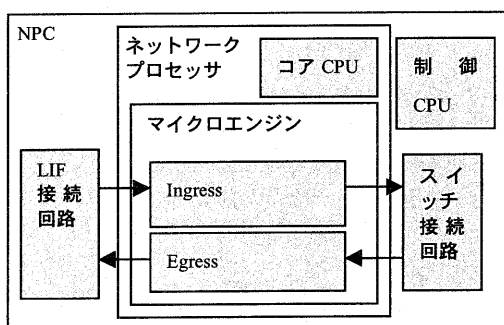 NPC
ネットワーク
プロセッサ
コア CPU
制 御
CPU
マイクロエンジン
LIF
接 続
回路
Ingress
Egress
ス イ
ッ チ
接 続
回路